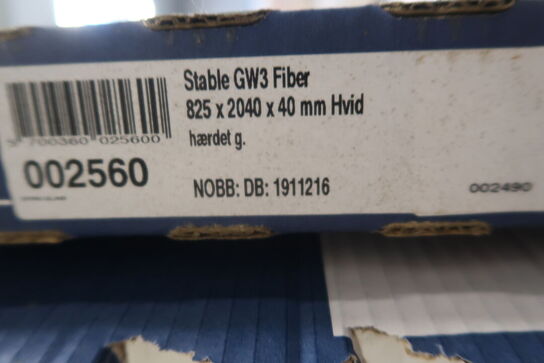 Stable GW3 Fiber
825 x 2040 x 40 mm Hvid
hærdet g.
5 700360 025600
002560
NOBB: DB: 1911216
002490